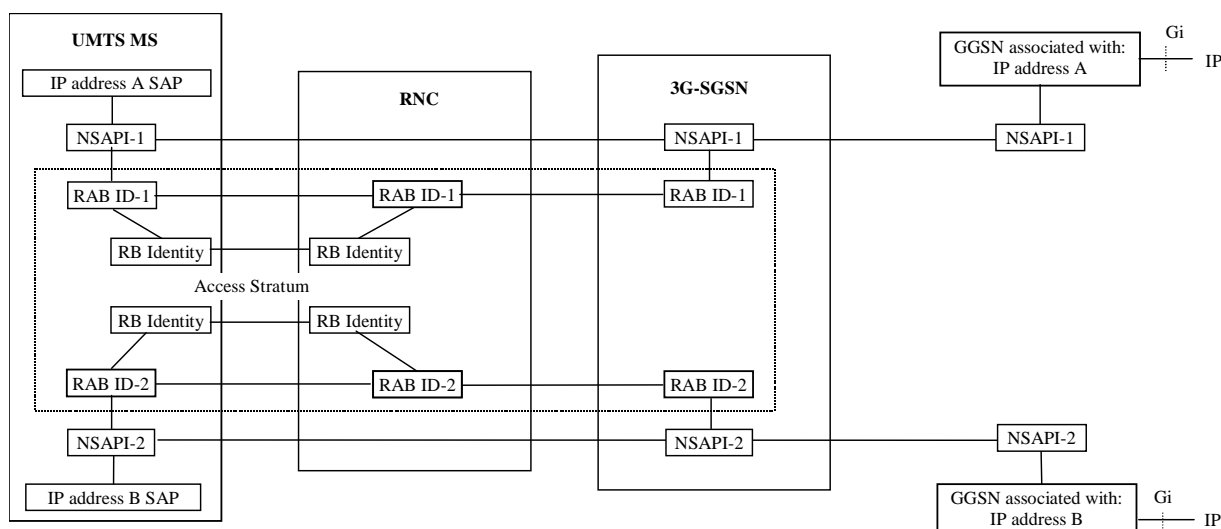 UMTS MS
IP address A SAP
NSAPI-1
RAB ID-1
RB Identity
RNC
RAB ID-1
RB Identity
3G-SGSN
NSAPI-1
RAB ID-1
GGSN associated with:
IP address A
Gi
IP
NSAPI-1
Access Stratum
RB Identity
RB Identity
RAB ID-2
RAB ID-2
RAB ID-2
NSAPI-2
NSAPI-2
NSAPI-2
IP address B SAP
GGSN associated with:
IP address B
Gi
IP